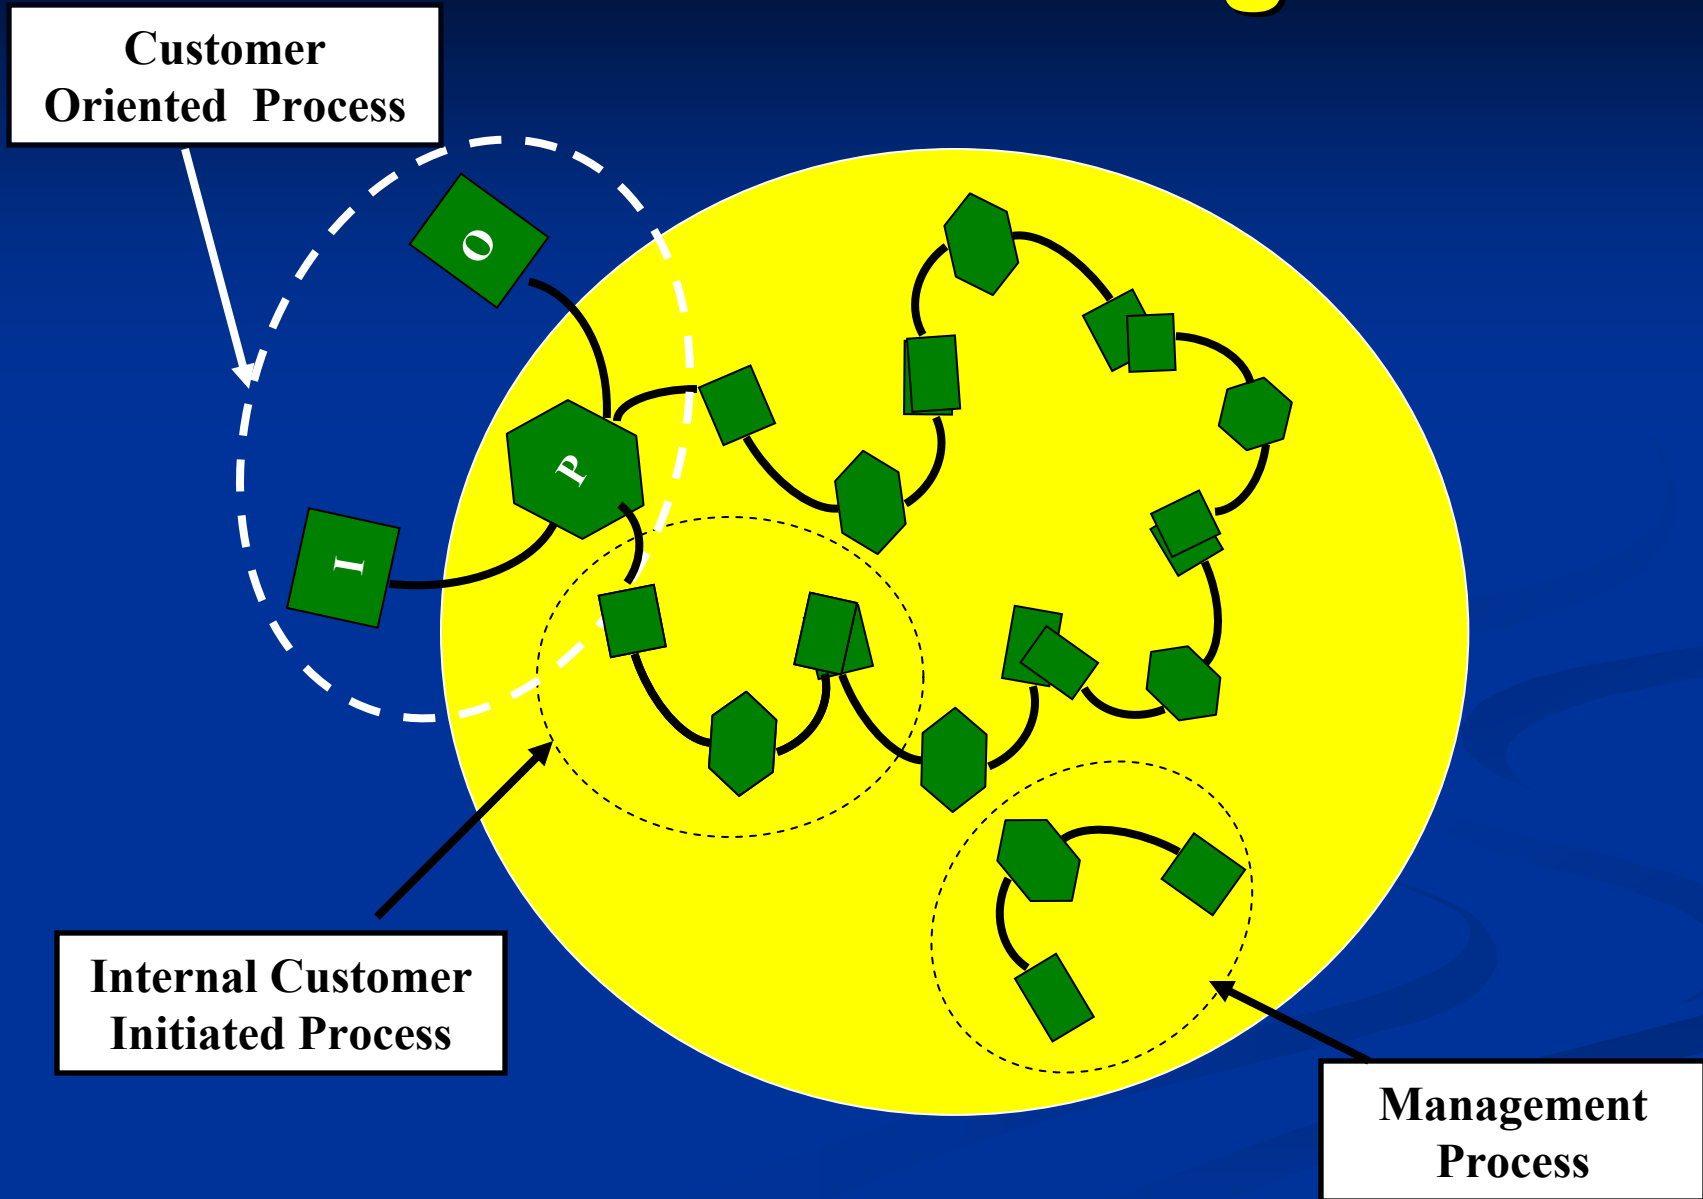 Customer
Oriented Process
O
P
I
Internal Customer
Initiated Process
Management
Process